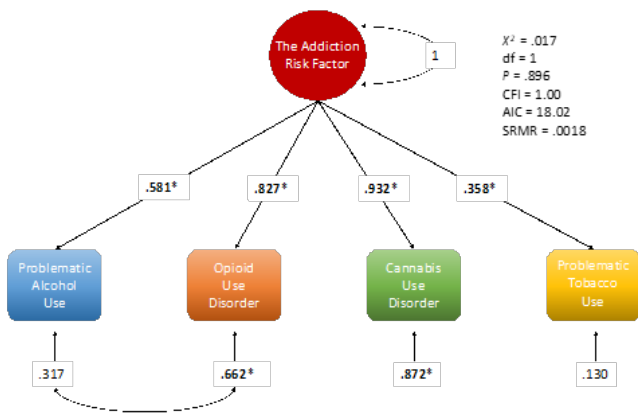 The Addiction
Risk Factor
1
X² = .017
df = 1
P = .896
CFI = 1.00
AIC = 18.02
SRMR = .0018
.581*
.827*
.932*
.358*
Problematic
Alcohol
Use
Opioid
Use
Disorder
Cannabis
Use
Disorder
Problematic
Tobacco
Use
.317
.662*
.872*
.130